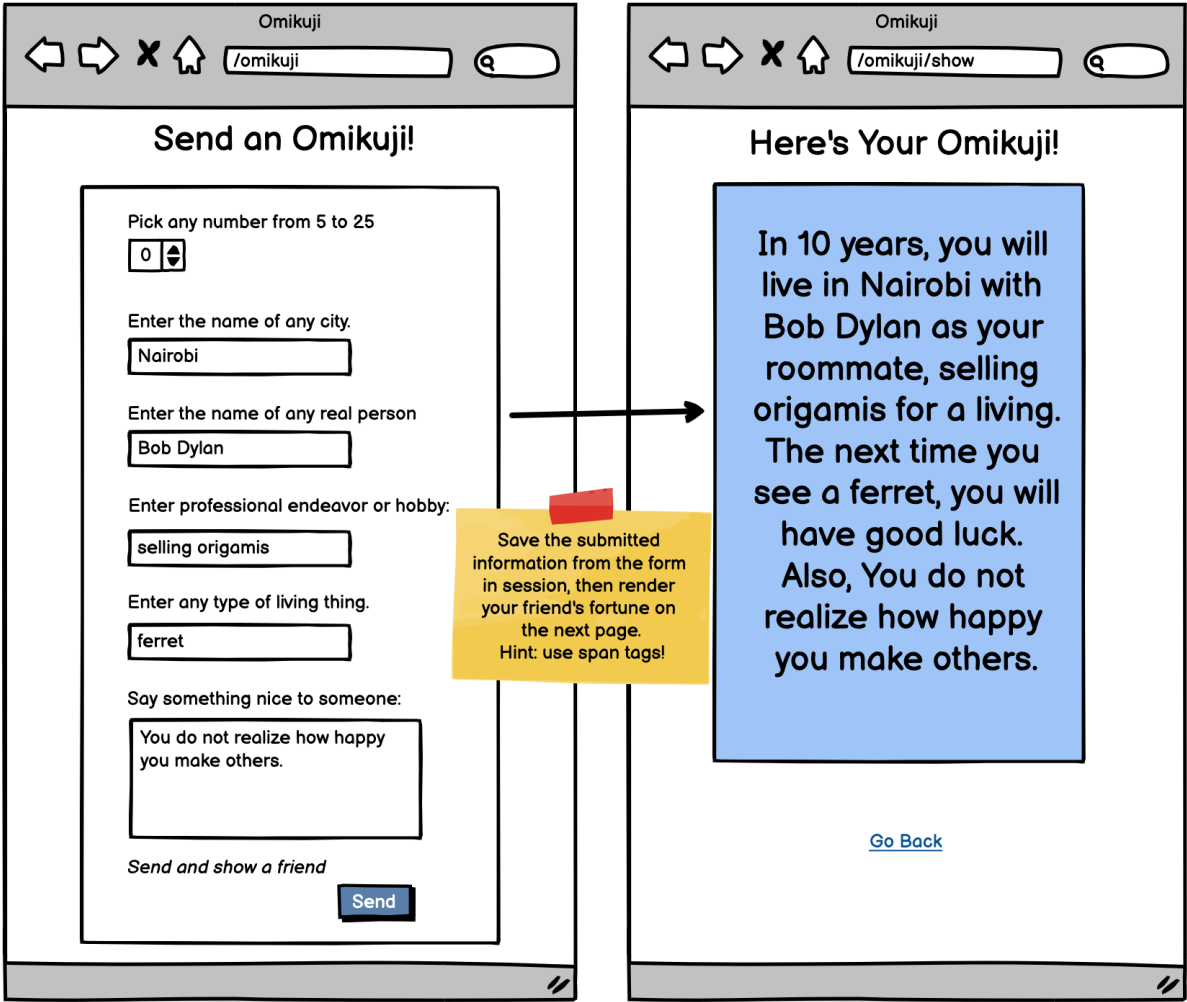 Omikuji
/omikuji
Send an Omikuji!
Pick any number from 5 to 25
0
Enter the name of any city.
Nairobi
Enter the name of any real person
Bob Dylan
Enter professional endeavor or hobby:
selling origamis
Enter any type of living thing.
ferret
Say something nice to someone:
You do not realize how happy
you make others.
Send and show a friend
Send
Save the submitted
information from the form
in session, then render
your friend's fortune on
the next page.
Hint: use span tags!
Omikuji
/omikuji/show
Here's Your Omikuji!
In 10 years, you will
live in Nairobi with
Bob Dylan as your
roommate, selling
origamis for a living.
The next time you
see a ferret, you will
have good luck.
Also, You do not
realize how happy
you make others.
Go Back